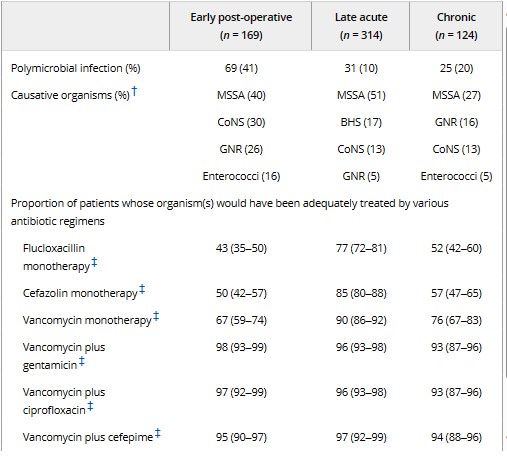 Early post-operative (n = 169) Late acute (n = 314) Chronic (n = 124)
Polymicrobial infection (%) 69 (41) 31 (10) 25 (20)
Causative organisms (%)† MSSA (40) MSSA (51) MSSA (27)
CoNS (30) BHS (17) GNR (16)
GNR (26) CoNS (13) CoNS (13)
Enterococci (16) GNR (5) Enterococci (5)
Proportion of patients whose organism(s) would have been adequately treated by various
antibiotic regimens
Flucloxacillin monotherapy‡ 43 (35–50) 77 (72–81) 52 (42–60)
Cefazolin monotherapy‡ 50 (42–57) 85 (80–88) 57 (47–65)
Vancomycin monotherapy‡ 67 (59–74) 90 (86–92) 76 (67–83)
Vancomycin plus gentamicin‡ 98 (93–99) 96 (93–98) 93 (87–96)
Vancomycin plus ciprofloxacin‡ 97 (92–99) 96 (93–98) 93 (87–96)
Vancomycin plus cefepime‡ 95 (90–97) 97 (92–99) 94 (88–96)